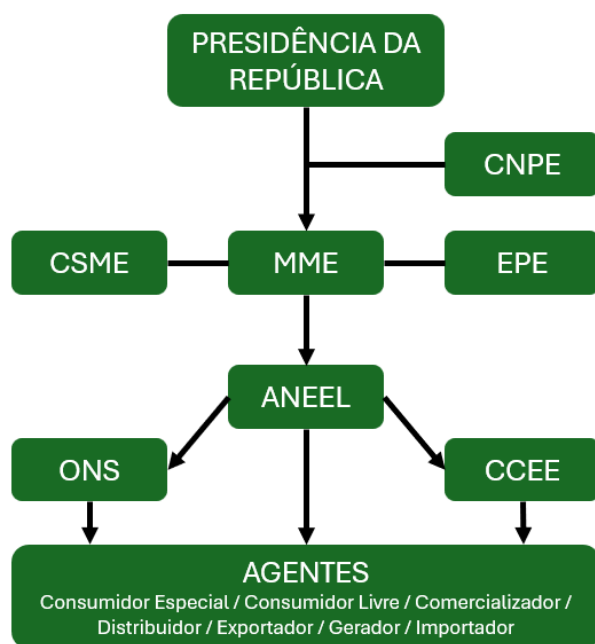 PRESIDÊNCIA DA
REPÚBLICA
CNPE
CSME
MME
EPE
ANEEL
ONS
CCEE
AGENTES
Consumidor Especial / Consumidor Livre / Comercializador /
Distribuidor / Exportador / Gerador / Importador